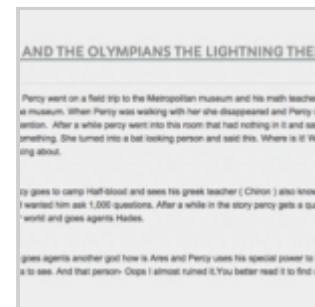 AND THE OLYMPIANS THE LIGHTNING THE
Percy went on a field trip to the Metropolitan museum and his math teache
museum. When Percy was walking with her she disappeared and Percy
ention. After a while percy went into this room that had nothing in it and sa
omething. She turned into a bat looking person and said this. Where is it! W
ing about.
cy goes to camp Half-blood and sees his greek teacher ( Chiron ) also know
I wanted him ask 1,000 questions. After a while in the story percy gets a qu
world and goes agents Hades.
goes agents another god how is Ares and Percy uses his special power to
s to see. And that person- Oops I almost ruined it.You better read it to find